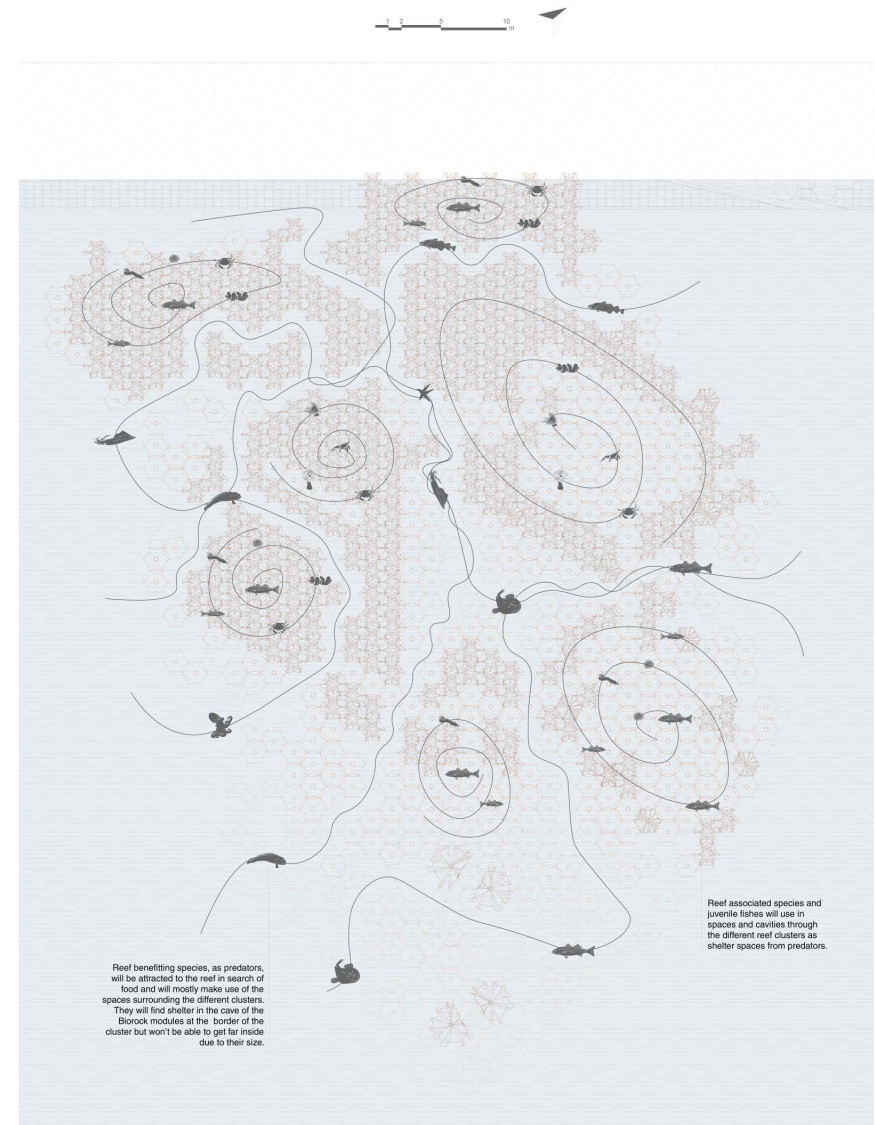 1 2 5 10
m
Reef associated species and
juvenile fishes will use in
spaces and cavities through
the different reef clusters as
shelter spaces from predators.
Reef benefitting species, as predators,
will be attracted to the reef in search of
food and will mostly make use of the
spaces surrounding the different clusters.
They will find shelter in the cave of the
Biorock modules at the border of the
cluster but won't be able to get far inside
due to their size.